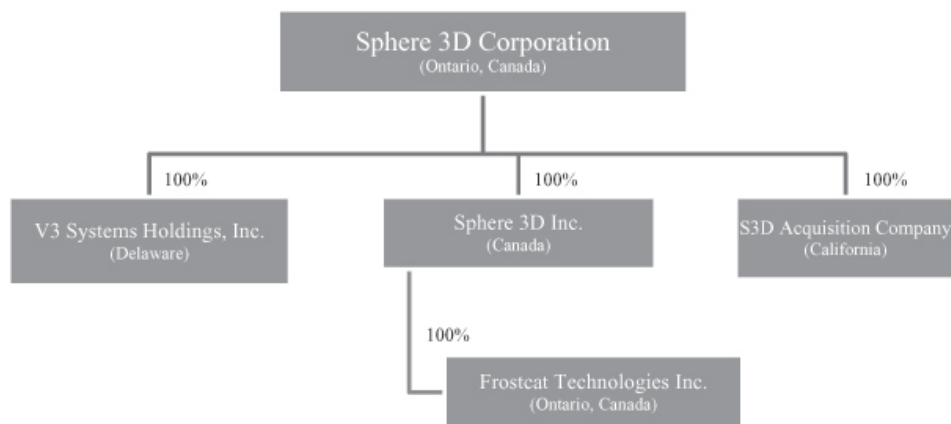 Sphere 3D Corporation
(Ontario, Canada)
100%
100%
100%
V3 Systems Holdings, Inc.
(Delaware)
Sphere 3D Inc.
(Canada)
S3D Acquisition Company
(California)
100%
Frostcat Technologies Inc.
(Ontario, Canada)